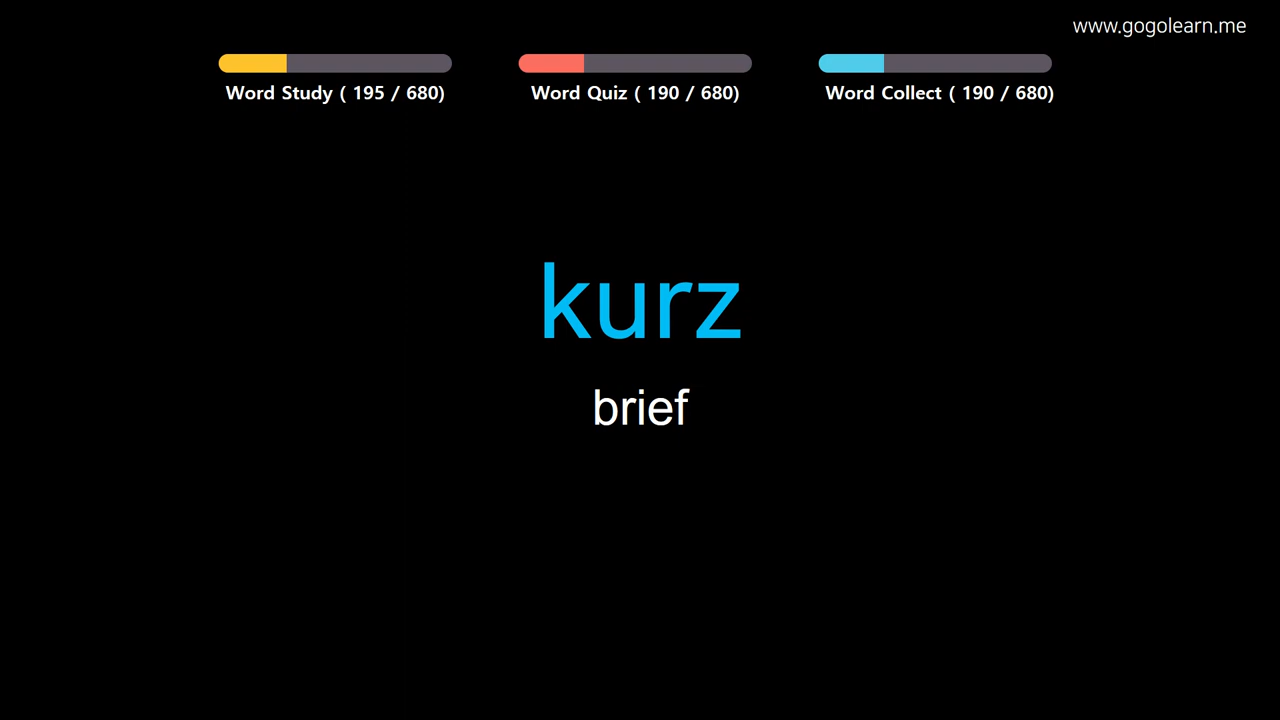 www.gogolearn.me
Word Study ( 195 / 680)
Word Quiz ( 190 / 680)
Word Collect ( 190 / 680)
kurz
brief